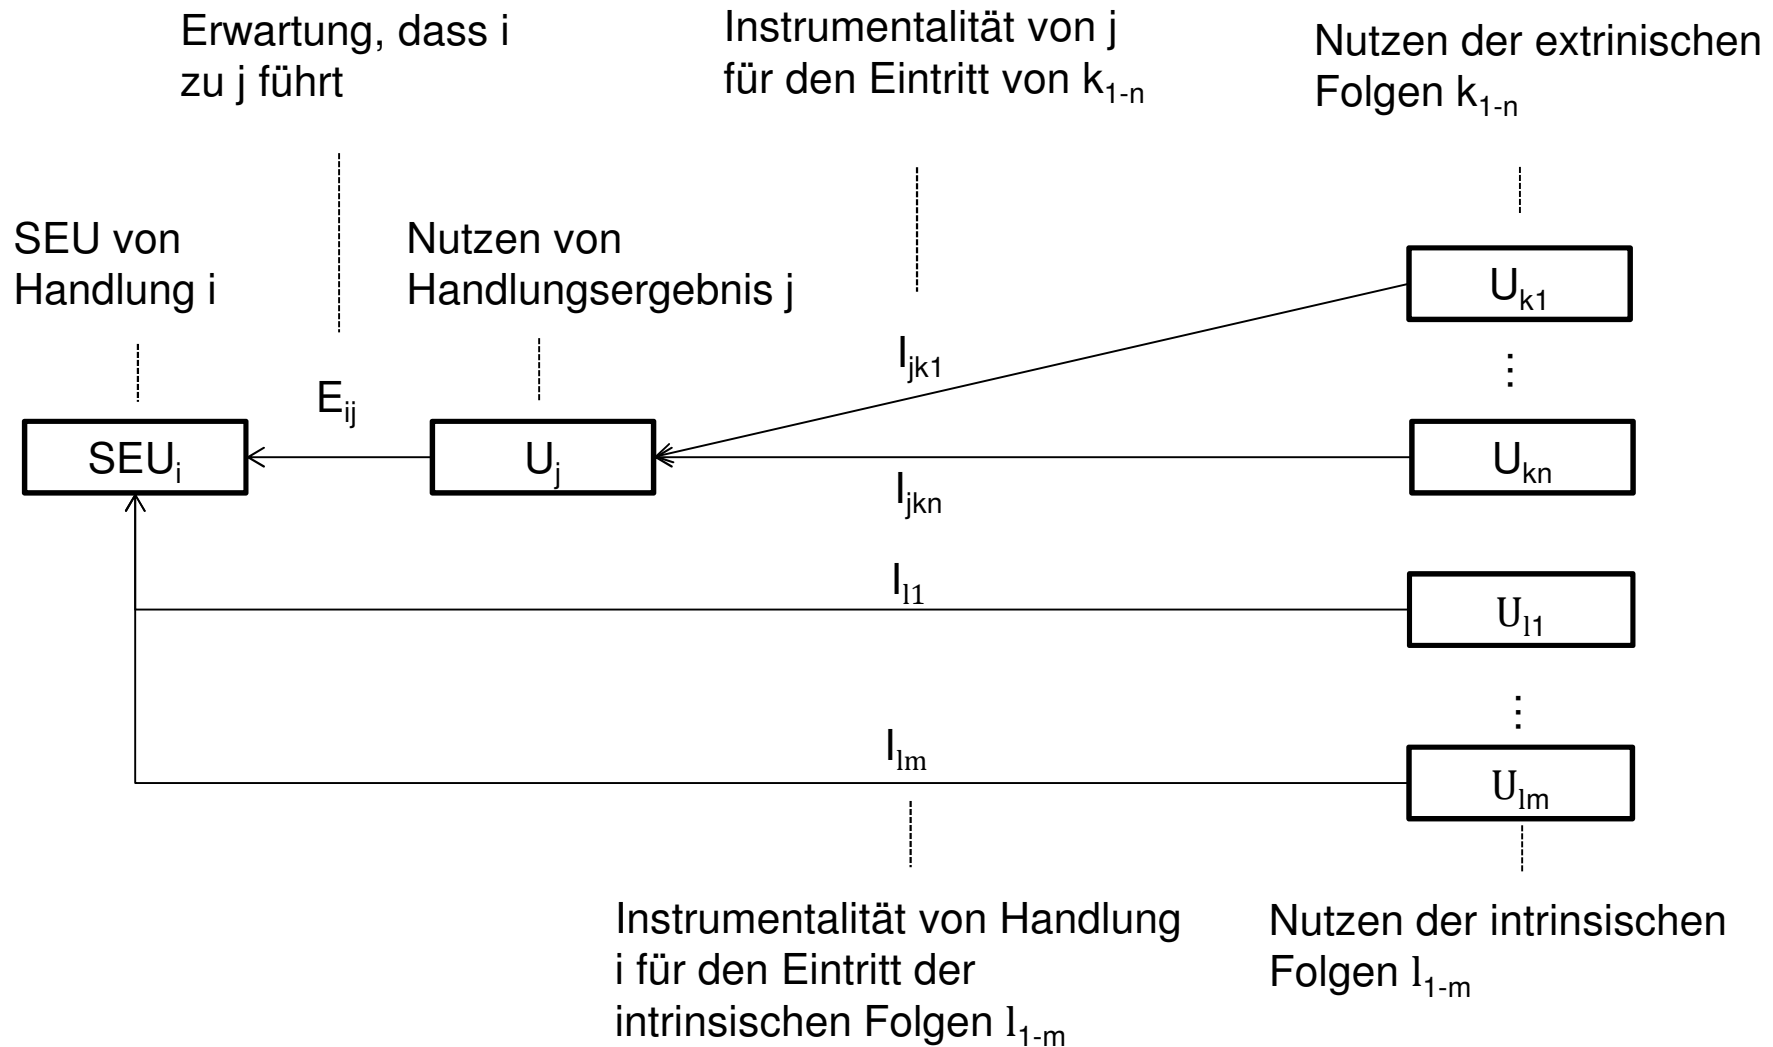 Erwartung, dass i
zu j führt
Instrumentalität von j
für den Eintritt von k1-n
Nutzen der extrinischen
Folgen k1-n
SEU von
Handlung i
Nutzen von
Handlungsergebnis j
Uk1
Ijk1
⋮
Eij
SEUi
Uj
Ukn
Ijkn
Il1
Ul1
⋮
Ilm
Ulm
Instrumentalität von Handlung
i für den Eintritt der
intrinsischen Folgen l1-m
Nutzen der intrinsischen
Folgen l1-m